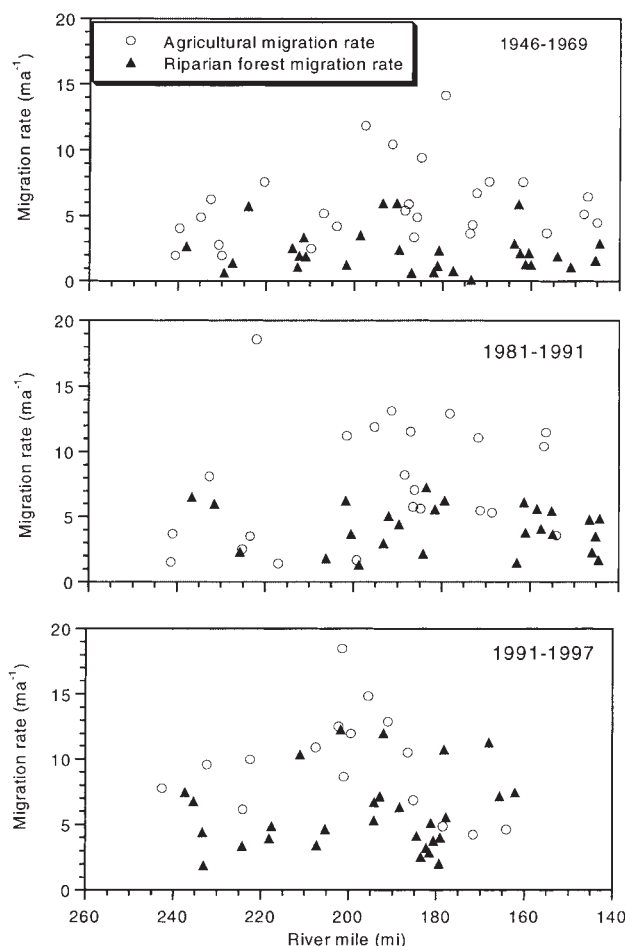 20
15
10
5
0
Migration rate (ma⁻¹)
○ Agricultural migration rate
▲ Riparian forest migration rate
1946-1969
20
15
10
5
0
Migration rate (ma⁻¹)
1981-1991
20
15
10
5
0
Migration rate (ma⁻¹)
1991-1997
260 240 220 200 180 160 140
River mile (mi)